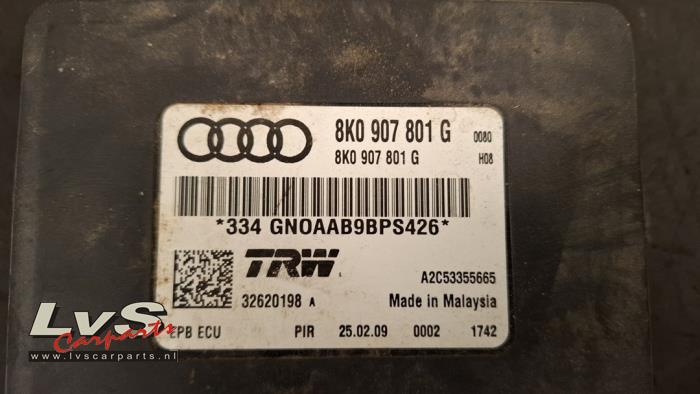 8K0 907 801 G 0080
8K0 907 801 G H08
*334 GNOAAB9BPS426*
TRW
A2C53355665
32620198 A Made in Malaysia
EPB ECU PIR 25.02.09 0002 1742
LvS
Carparts
www.lvscarparts.nl